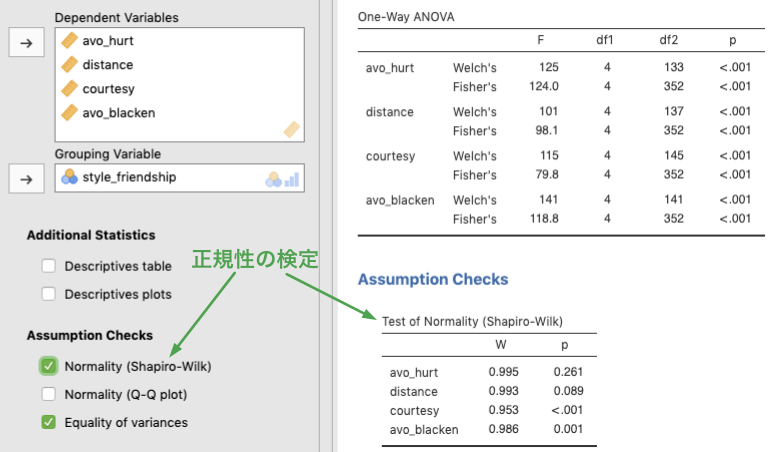 Dependent Variables
avo_hurt
distance
courtesy
avo_blacken
Grouping Variable
style_friendship
Additional Statistics
Descriptives table
Descriptives plots
正規性の検定
Assumption Checks
Normality (Shapiro-Wilk)
Normality (Q-Q plot)
Equality of variances
One-Way ANOVA
F df1 df2 p
avo_hurt Welch's 125 4 133 <.001
Fisher's 124.0 4 352 <.001
distance Welch's 101 4 137 <.001
Fisher's 98.1 4 352 <.001
courtesy Welch's 115 4 145 <.001
Fisher's 79.8 4 352 <.001
avo_blacken Welch's 141 4 141 <.001
Fisher's 118.8 4 352 <.001
Assumption Checks
Test of Normality (Shapiro-Wilk)
W p
avo_hurt 0.995 0.261
distance 0.993 0.089
courtesy 0.953 <.001
avo_blacken 0.986 0.001